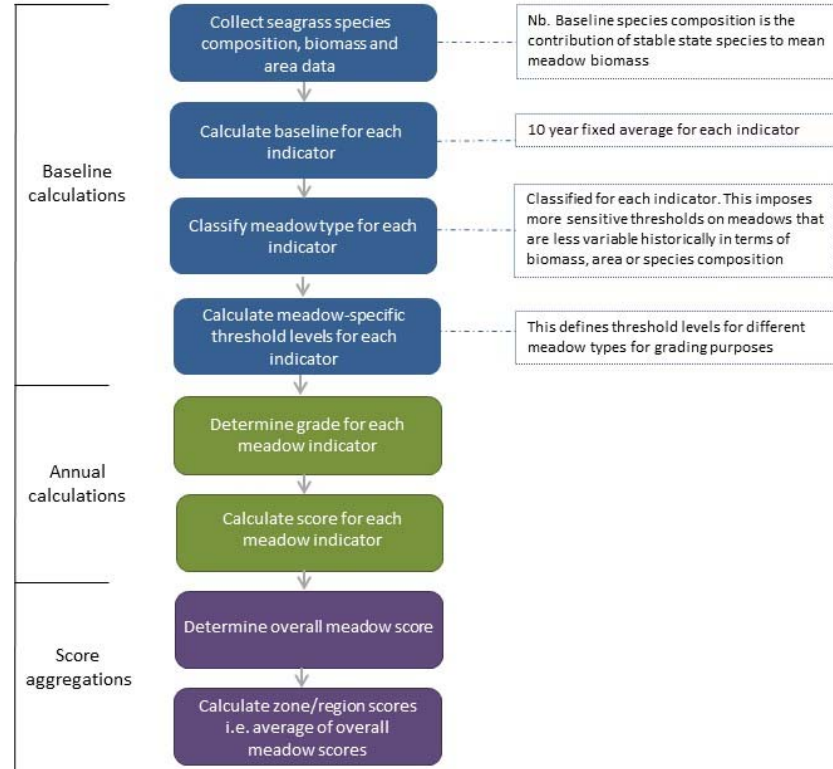 Baseline
calculations
Collect seagrass species
composition, biomass and
area data
Nb. Baseline species composition is the
contribution of stable state species to mean
meadow biomass
Calculate baseline for each
indicator
10 year fixed average for each indicator
Classify meadow type for each
indicator
Classified for each indicator. This imposes
more sensitive thresholds on meadows that
are less variable historically in terms of
biomass, area or species composition
Calculate meadow-specific
threshold levels for each
indicator
This defines threshold levels for different
meadow types for grading purposes
Annual
calculations
Determine grade for each
meadow indicator
Calculate score for each
meadow indicator
Score
aggregations
Determine overall meadow score
Calculate zone/region scores
i.e. average of overall
meadow scores